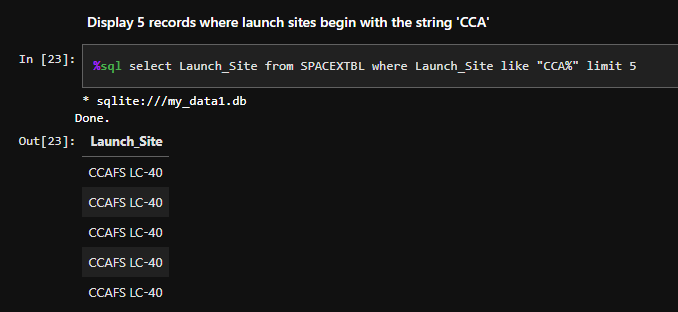 Display 5 records where launch sites begin with the string 'CCA'
In [23]: %sql select Launch_Site from SPACEXTBL where Launch_Site like "CCA%" limit 5
* sqlite:///my_data1.db
Done.
Out[23]: Launch_Site
CCAFS LC-40
CCAFS LC-40
CCAFS LC-40
CCAFS LC-40
CCAFS LC-40